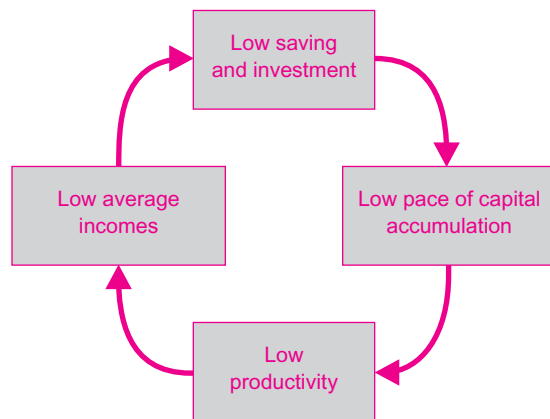 Low saving
and investment
Low average
incomes
Low pace of capital
accumulation
Low
productivity